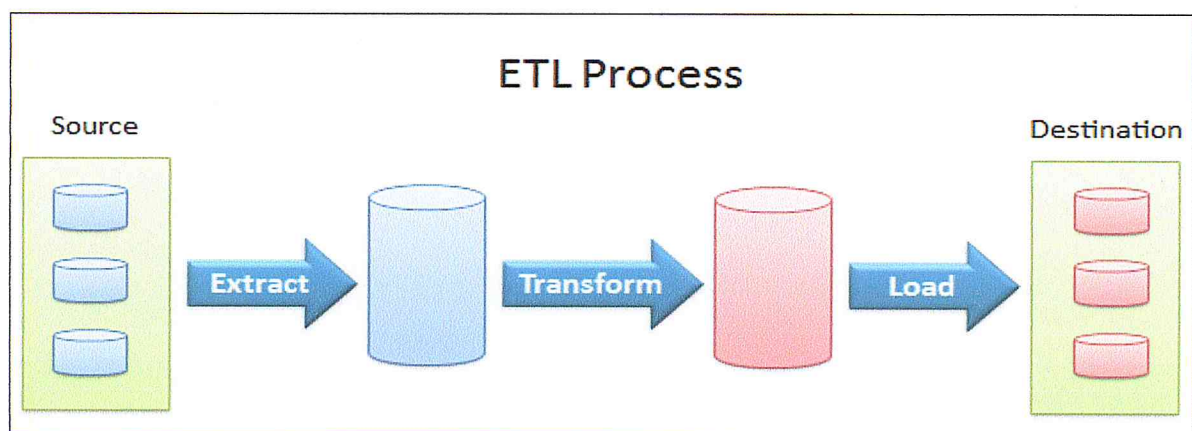 ETL Process
Source
Destination
Extract
Transform
Load